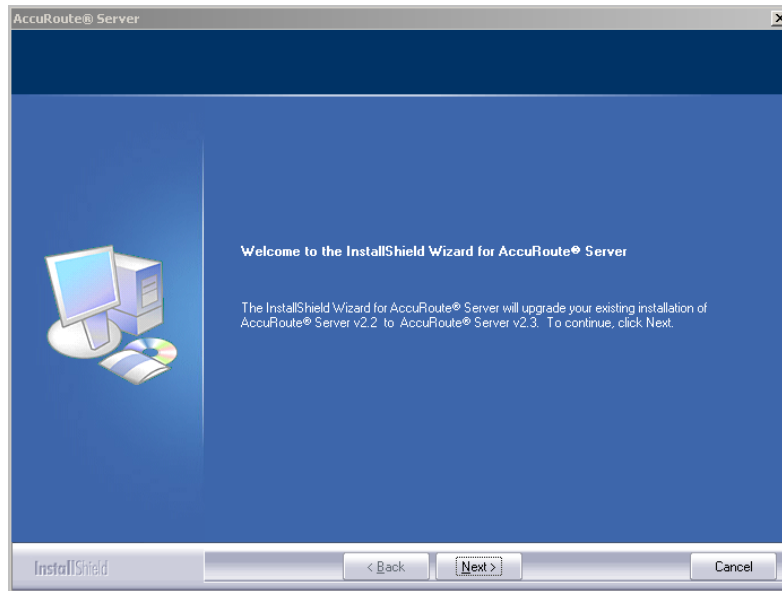 AccuRoute® Server
Welcome to the InstallShield Wizard for AccuRoute® Server
The InstallShield Wizard for AccuRoute® Server will upgrade your existing installation of
AccuRoute® Server v2.2 to AccuRoute® Server v2.3. To continue, click Next.
InstallShield
< Back
Next >
Cancel